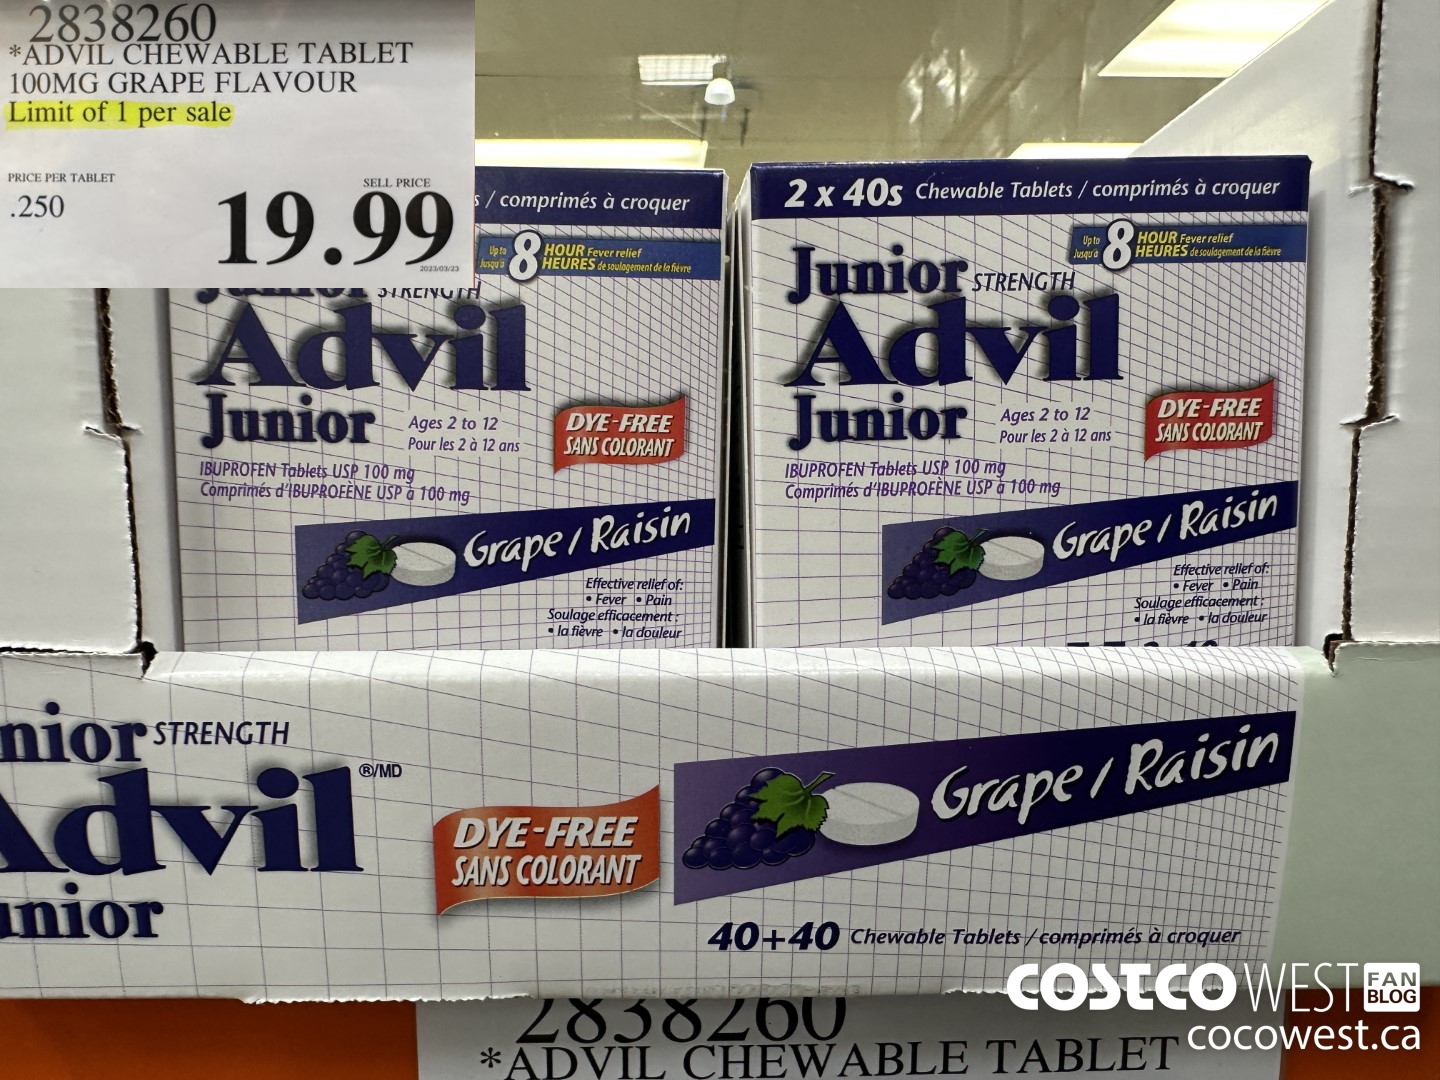 2838260
*ADVIL CHEWABLE TABLET
100MG GRAPE FLAVOUR
Limit of 1 per sale
PRICE PER TABLET
.250
SELL PRICE
19.99
2023/03/23
/ comprimés à croquer
Up to
Jusqu'à
8
HOUR Fever relief
HEURES de soulagement de la fièvre
Junior STRENGTH
Advil
Junior
Ages 2 to 12
Pour les 2 à 12 ans
DYE-FREE
SANS COLORANT
IBUPROFEN Tablets USP 100 mg
Comprimés d'IBUPROFÈNE USP à 100 mg
Grape / Raisin
Effective relief of:
• Fever • Pain
Soulage efficacement :
• la fièvre • la douleur
2 x 40s Chewable Tablets / comprimés à croquer
Up to
Jusqu'à
8
HOUR Fever relief
HEURES de soulagement de la fièvre
Junior STRENGTH
Advil
Junior
Ages 2 to 12
Pour les 2 à 12 ans
DYE-FREE
SANS COLORANT
IBUPROFEN Tablets USP 100 mg
Comprimés d'IBUPROFÈNE USP à 100 mg
Grape / Raisin
Effective relief of:
• Fever • Pain
Soulage efficacement :
• la fièvre • la douleur
nior STRENGTH
Advil ®/MD
unior
DYE-FREE
SANS COLORANT
Grape / Raisin
40+40 Chewable Tablets / comprimés à croquer
2838260
*ADVIL CHEWABLE TABLET
COSTCO WEST FAN BLOG
cocowest.ca